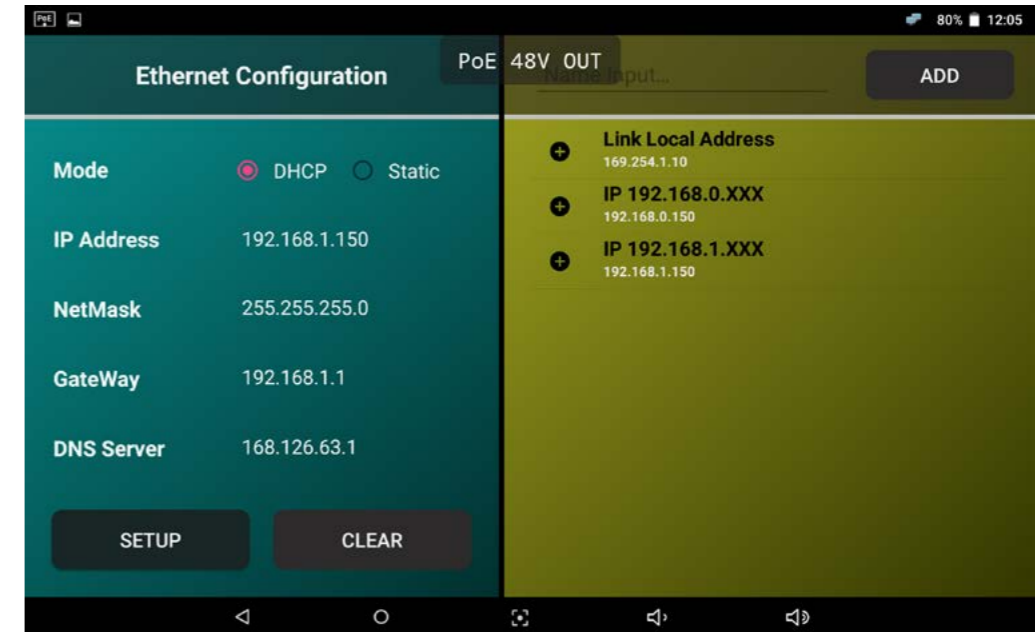 PoE
80% 12:05
PoE 48V OUT
Ethernet Configuration
Name Input...
ADD
Mode
DHCP
Static
IP Address
192.168.1.150
NetMask
255.255.255.0
GateWay
192.168.1.1
DNS Server
168.126.63.1
SETUP
CLEAR
Link Local Address
169.254.1.10
IP 192.168.0.XXX
192.168.0.150
IP 192.168.1.XXX
192.168.1.150